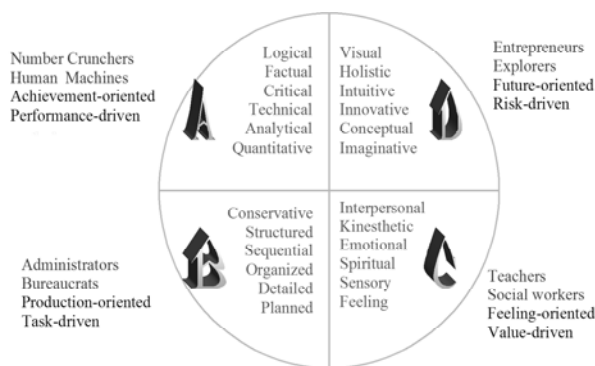 Number Crunchers
Human Machines
Achievement-oriented
Performance-driven
A
Logical
Factual
Critical
Technical
Analytical
Quantitative
Visual
Holistic
Intuitive
Innovative
Conceptual
Imaginative
D
Entrepreneurs
Explorers
Future-oriented
Risk-driven
Administrators
Bureaucrats
Production-oriented
Task-driven
B
Conservative
Structured
Sequential
Organized
Detailed
Planned
Interpersonal
Kinesthetic
Emotional
Spiritual
Sensory
Feeling
C
Teachers
Social workers
Feeling-oriented
Value-driven